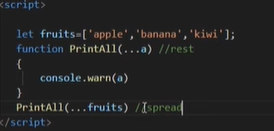 <script>
let fruits=['apple','banana','kiwi'];
function PrintAll(...a) //rest
{
console.warn(a)
}
PrintAll(...fruits) //spread
</script>